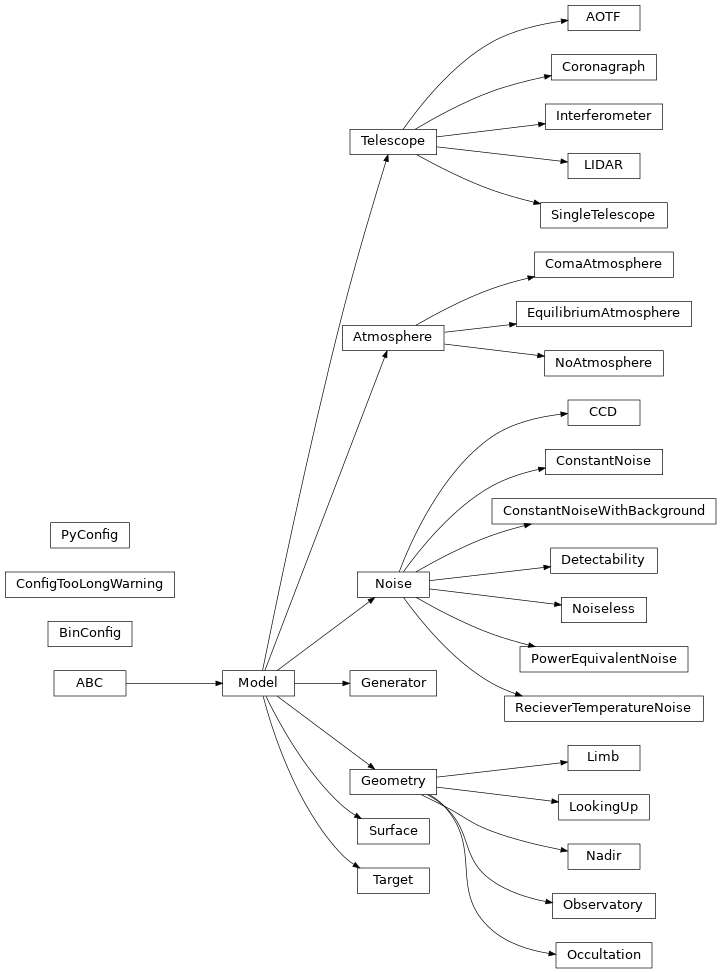 AOTF
Coronagraph
Interferometer
Telescope
LIDAR
SingleTelescope
ComaAtmosphere
EquilibriumAtmosphere
Atmosphere
NoAtmosphere
CCD
ConstantNoise
ConstantNoiseWithBackground
PyConfig
Detectability
ConfigTooLongWarning
Noise
Noiseless
BinConfig
PowerEquivalentNoise
ABC
Model
Generator
RecieverTemperatureNoise
Limb
Geometry
LookingUp
Surface
Nadir
Target
Observatory
Occultation